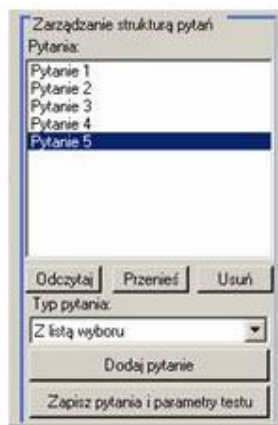 Zarządzanie strukturą pytań
Pytania:
Pytanie 1
Pytanie 2
Pytanie 3
Pytanie 4
Pytanie 5
Odczytaj Przenieś Usuń
Typ pytania:
Z listą wyboru
Dodaj pytanie
Zapisz pytania i parametry testu